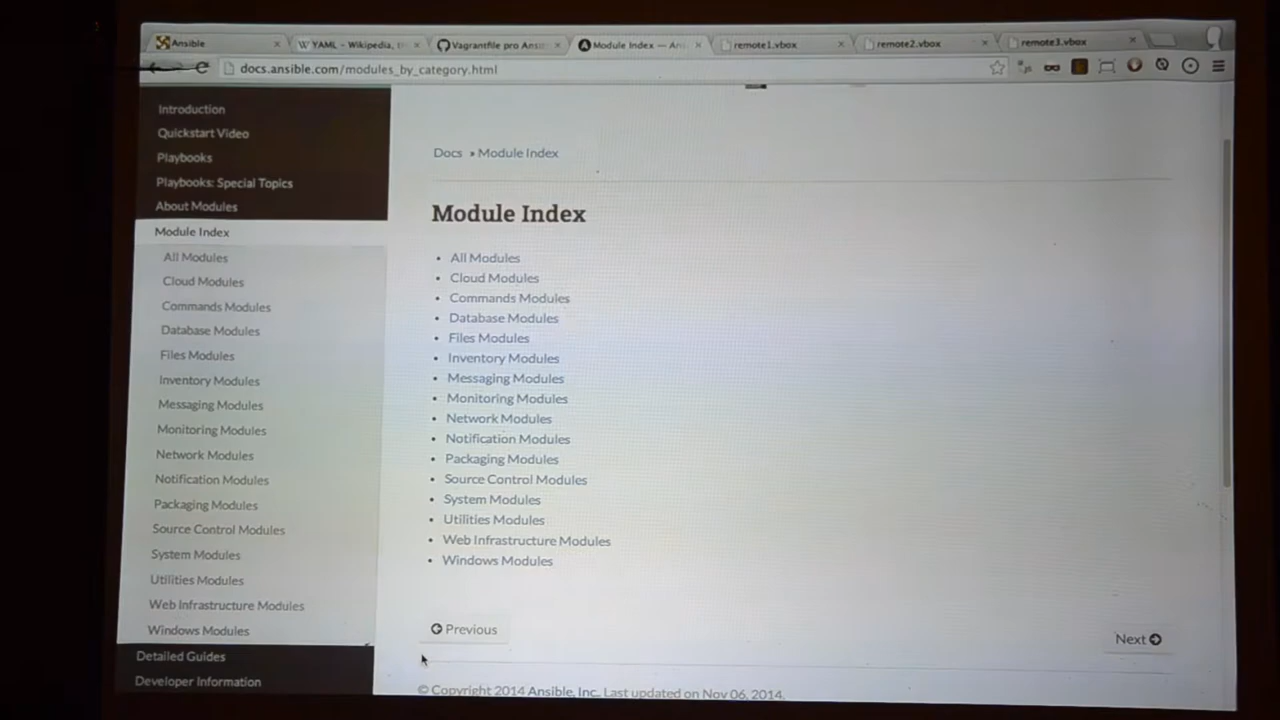 Ansible
YAML - Wikipedia,
Vagrantfile pro Ansi
Module Index — An
remote1.vbox
remote2.vbox
remote3.vbox
docs.ansible.com/modules_by_category.html
Introduction
Quickstart Video
Playbooks
Playbooks: Special Topics
About Modules
Module Index
All Modules
Cloud Modules
Commands Modules
Database Modules
Files Modules
Inventory Modules
Messaging Modules
Monitoring Modules
Network Modules
Notification Modules
Packaging Modules
Source Control Modules
System Modules
Utilities Modules
Web Infrastructure Modules
Windows Modules
Detailed Guides
Developer Information
Docs » Module Index
Module Index
• All Modules
• Cloud Modules
• Commands Modules
• Database Modules
• Files Modules
• Inventory Modules
• Messaging Modules
• Monitoring Modules
• Network Modules
• Notification Modules
• Packaging Modules
• Source Control Modules
• System Modules
• Utilities Modules
• Web Infrastructure Modules
• Windows Modules
Previous
Next
© Copyright 2014 Ansible, Inc. Last updated on Nov 06, 2014.